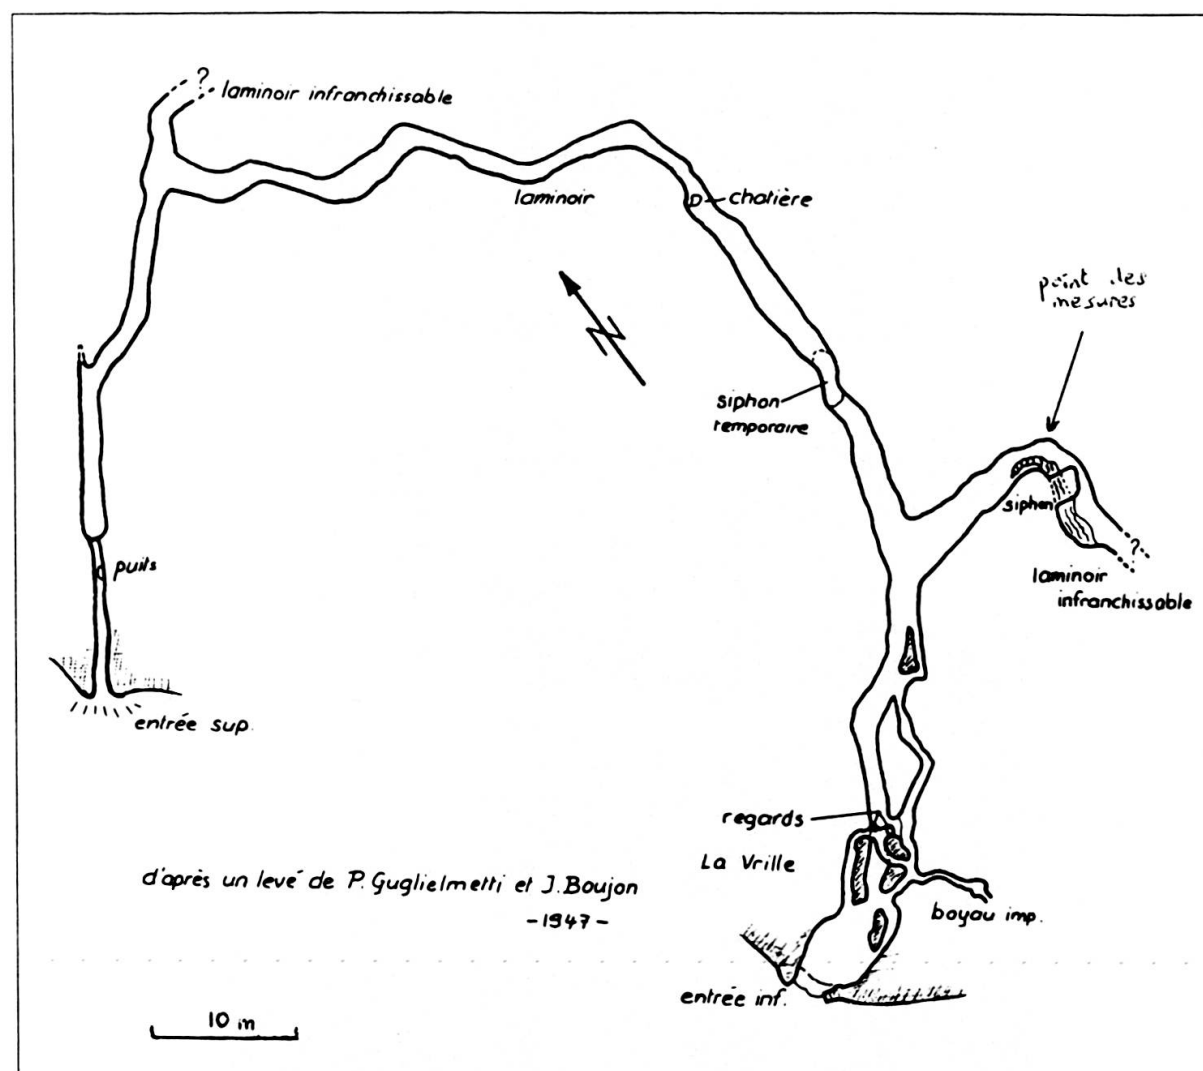 ?
laminoir infranchissable
laminoir
chatière
point des
mesures
siphon
temporaire
siphon
?
laminoir
infranchissable
puits
entrée sup.
regards
La Vrille
d'après un levé de P. Guglielmetti et J. Boujon
-1947-
boyau imp.
entrée inf.
10 m